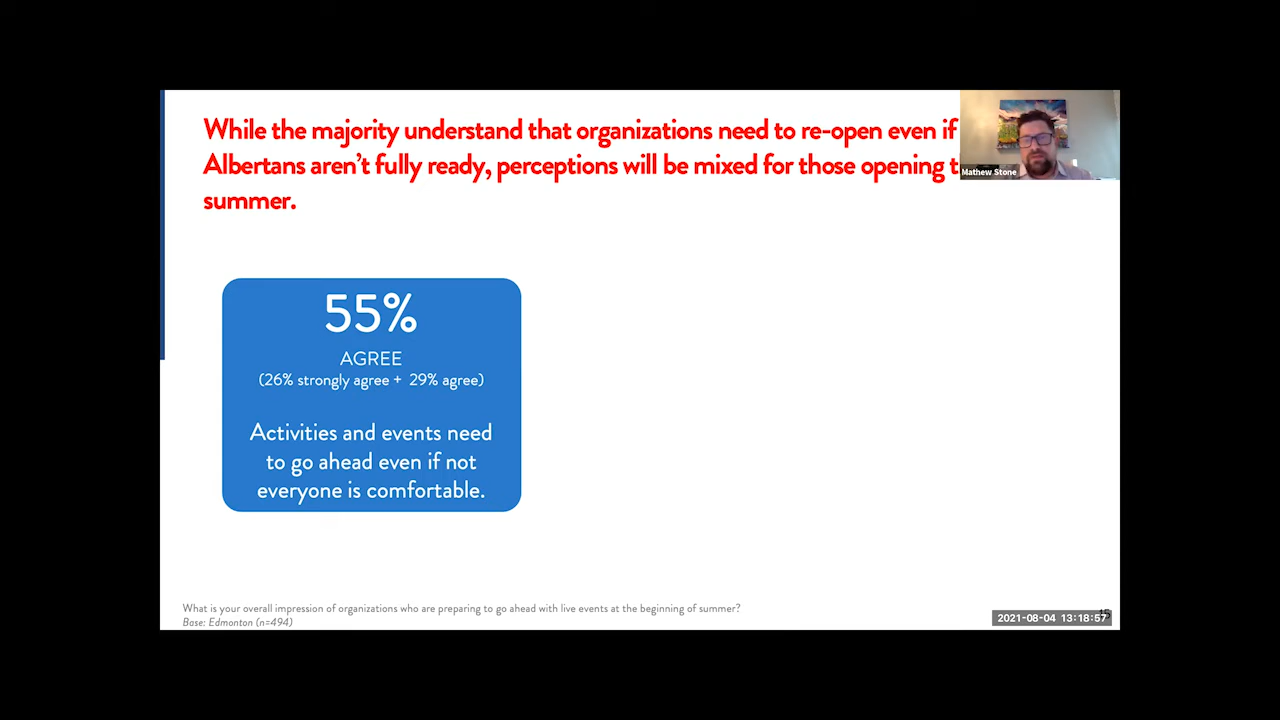 While the majority understand that organizations need to re-open even if
Albertans aren't fully ready, perceptions will be mixed for those opening t
summer.
Mathew Stone
55%
AGREE
(26% strongly agree + 29% agree)
Activities and events need
to go ahead even if not
everyone is comfortable.
What is your overall impression of organizations who are preparing to go ahead with live events at the beginning of summer?
Base: Edmonton (n=494)
2021-08-04 13:18:57
15